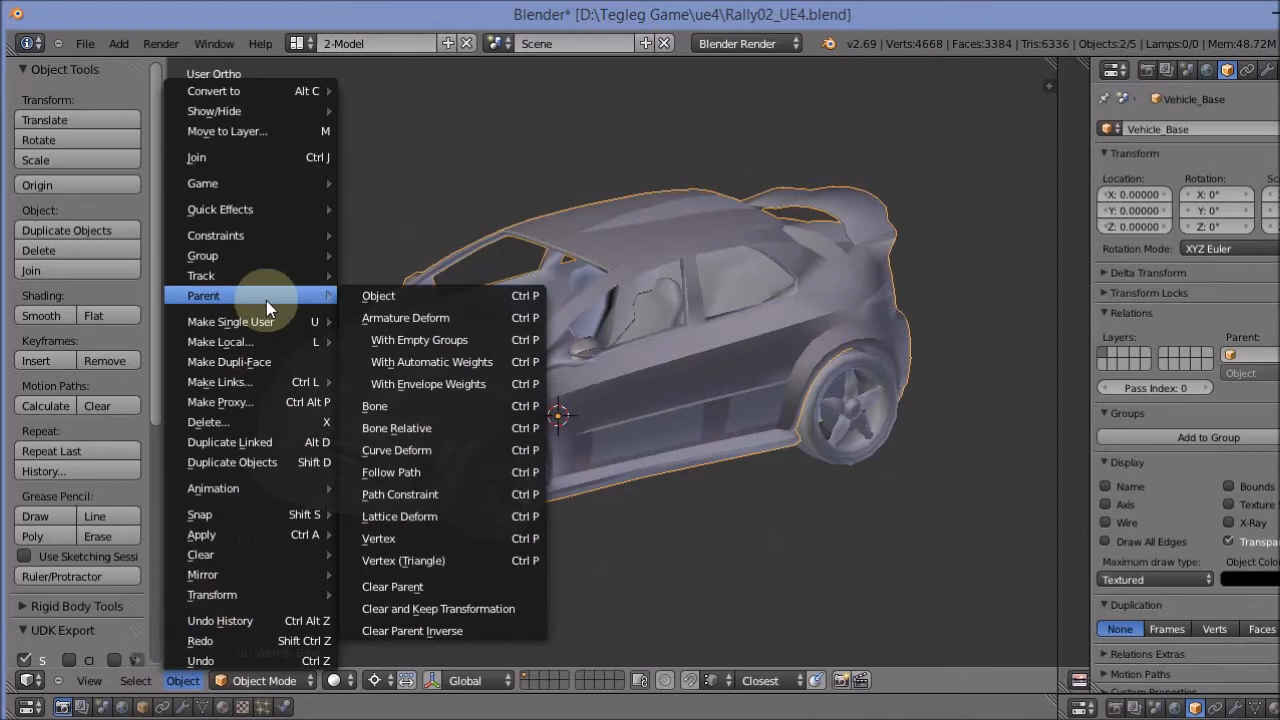 Blender* [D:\Tegleg Game\ue4\Rally02_UE4.blend]
File Add Render Window Help 2-Model Scene Blender Render v2.69 | Verts:4668 | Faces:3384 | Tris:6336 | Objects:2/5 | Lamps:0/0 | Mem:48.72M
Object Tools
Transform:
Translate
Rotate
Scale
Origin
Object:
Duplicate Objects
Delete
Join
Shading:
Smooth Flat
Keyframes:
Insert Remove
Motion Paths:
Calculate Clear
Repeat:
Repeat Last
History...
Grease Pencil:
Draw Line
Poly Erase
Use Sketching Sessi
Ruler/Protractor
Rigid Body Tools
UDK Export
S Cl
User Ortho
Convert to Alt C
Show/Hide
Move to Layer... M
Join Ctrl J
Game
Quick Effects
Constraints
Group
Track
Parent
Make Single User U
Make Local... L
Make Dupli-Face
Make Links... Ctrl L
Make Proxy... Ctrl Alt P
Delete... X
Duplicate Linked Alt D
Duplicate Objects Shift D
Animation
Snap Shift S
Apply Ctrl A
Clear
Mirror
Transform
Undo History Ctrl Alt Z
Redo Shift Ctrl Z
Undo Ctrl Z
Object Ctrl P
Armature Deform Ctrl P
With Empty Groups Ctrl P
With Automatic Weights Ctrl P
With Envelope Weights Ctrl P
Bone Ctrl P
Bone Relative Ctrl P
Curve Deform Ctrl P
Follow Path Ctrl P
Path Constraint Ctrl P
Lattice Deform Ctrl P
Vertex Ctrl P
Vertex (Triangle) Ctrl P
Clear Parent
Clear and Keep Transformation
Clear Parent Inverse
Vehicle_Base
Vehicle_Base
Transform
Location: Rotation: Sc
X: 0.00000 X: 0°
Y: 0.00000 Y: 0°
Z: 0.00000 Z: 0°
Rotation Mode: XYZ Euler
Delta Transform
Transform Locks
Relations
Layers: Parent:
Object
Pass Index: 0
Groups
Add to Group
Display
Name Bounds
Axis Texture
Wire X-Ray
Draw All Edges Transpa
Maximum draw type: Object Color
Textured
Duplication
None Frames Verts Faces
Relations Extras
Motion Paths
Custom Properties
View Select Object Object Mode Global Closest